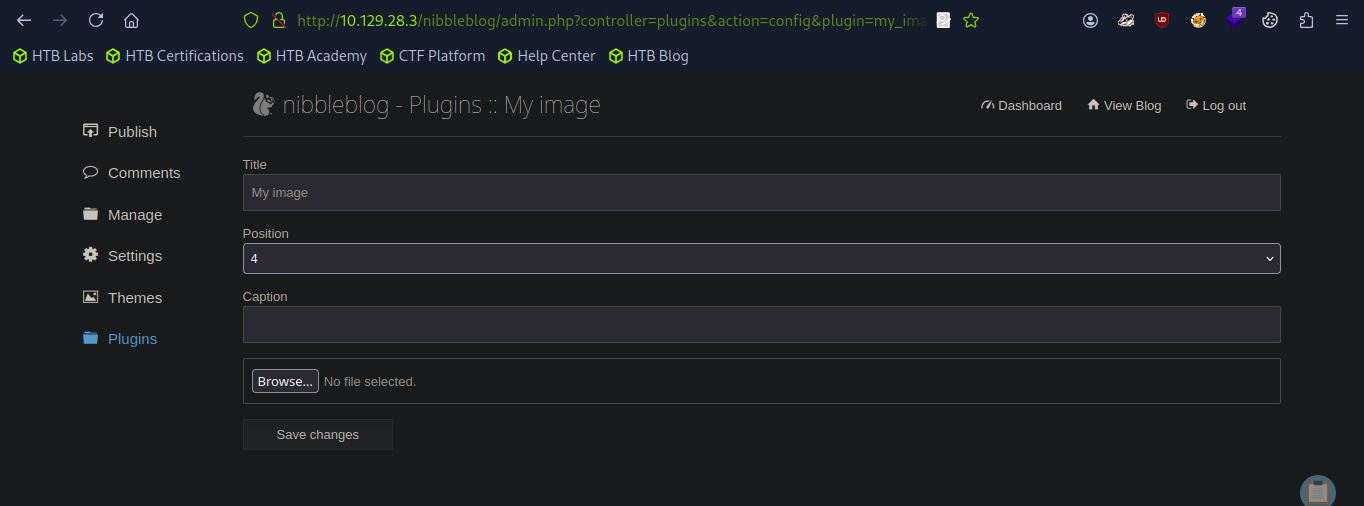 http://10.129.28.3/nibbleblog/admin.php?controller=plugins&action=config&plugin=my_ima
4
HTB Labs HTB Certifications HTB Academy CTF Platform Help Center HTB Blog
nibbleblog - Plugins :: My image
Dashboard View Blog Log out
Publish
Comments
Manage
Settings
Themes
Plugins
Title
My image
Position
4
Caption
Browse... No file selected.
Save changes